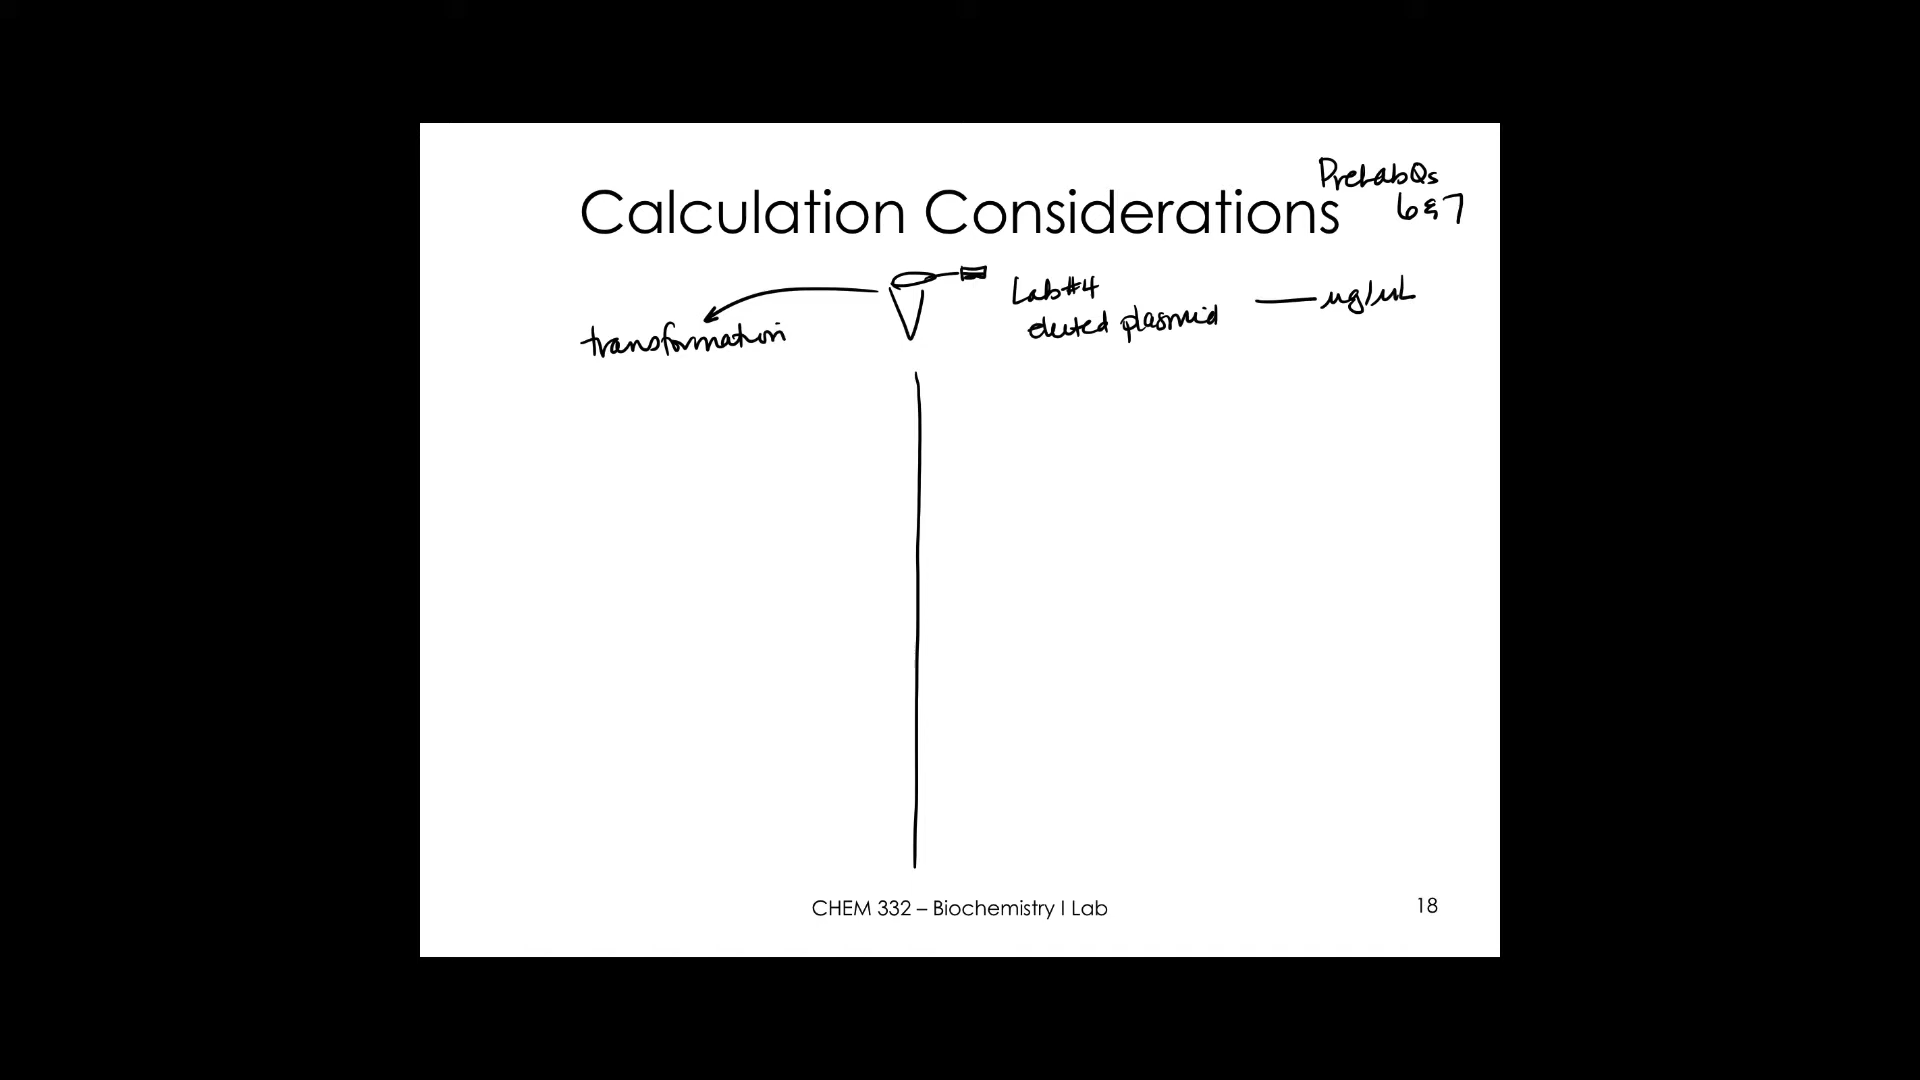 PreLabQs
6&7
Calculation Considerations
Lab#4
eluted plasmid
ug/uL
transformation
CHEM 332 – Biochemistry I Lab
18